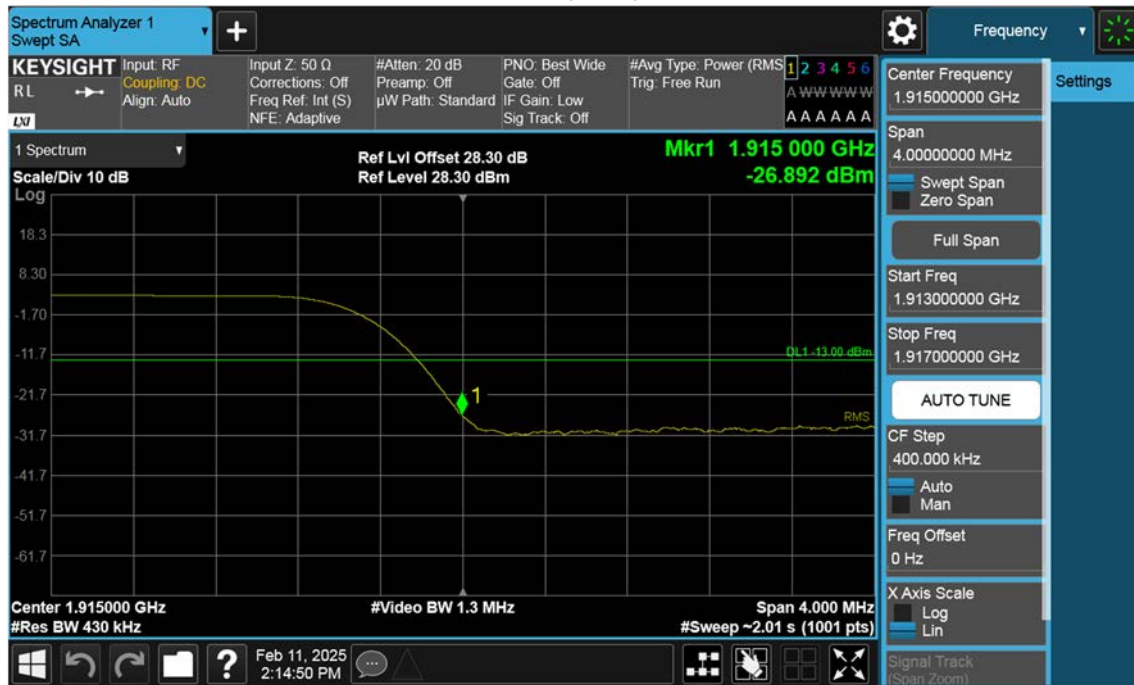 Spectrum Analyzer 1
Swept SA
Frequency
KEYSIGHT
RL
LXI
Input: RF
Coupling: DC
Align: Auto
Input Z: 50 Ω
Corrections: Off
Freq Ref: Int (S)
NFE: Adaptive
#Atten: 20 dB
Preamp: Off
µW Path: Standard
PNO: Best Wide
Gate: Off
IF Gain: Low
Sig Track: Off
#Avg Type: Power (RMS
Trig: Free Run
1 2 3 4 5 6
A W W W W W
A A A A A A
1 Spectrum
Scale/Div 10 dB
Ref Lvl Offset 28.30 dB
Ref Level 28.30 dBm
Mkr1 1.915 000 GHz
-26.892 dBm
Log
18.3
8.30
-1.70
-11.7
-21.7
-31.7
-41.7
-51.7
-61.7
DL1 -13.00 dBm
1
RMS
Center 1.915000 GHz
#Res BW 430 kHz
#Video BW 1.3 MHz
Span 4.000 MHz
#Sweep ~2.01 s (1001 pts)
Feb 11, 2025
2:14:50 PM
Center Frequency
1.915000000 GHz
Span
4.00000000 MHz
Swept Span
Zero Span
Full Span
Start Freq
1.913000000 GHz
Stop Freq
1.917000000 GHz
AUTO TUNE
CF Step
400.000 kHz
Auto
Man
Freq Offset
0 Hz
X Axis Scale
Log
Lin
Signal Track
(Span Zoom)
Settings